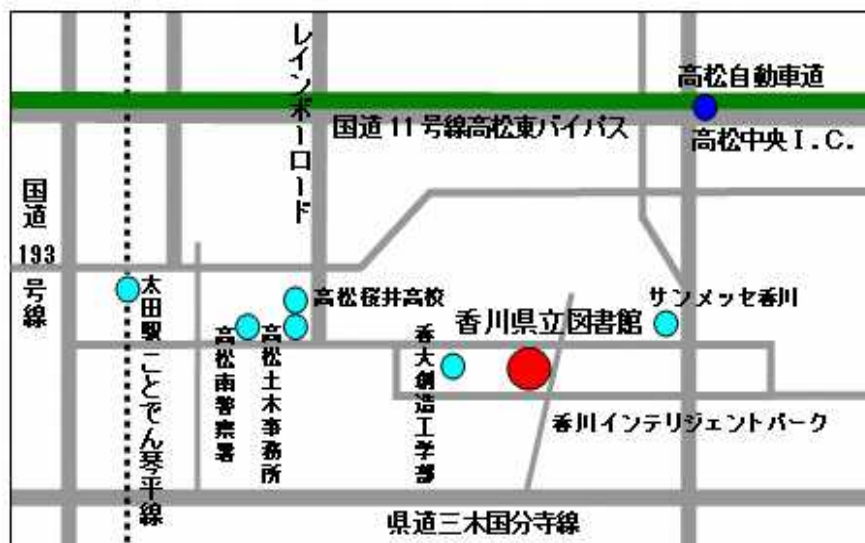 レインボーロード
高松自動車道
国道11号線高松東バイパス
高松中央I.C.
国道193号線
太田駅
ことでん琴平線
高松桜井高校
サンメッセ香川
香川県立図書館
高松南警察署
高松土木事務所
香大創造工学部
香川インテリジェントパーク
県道三木国分寺線